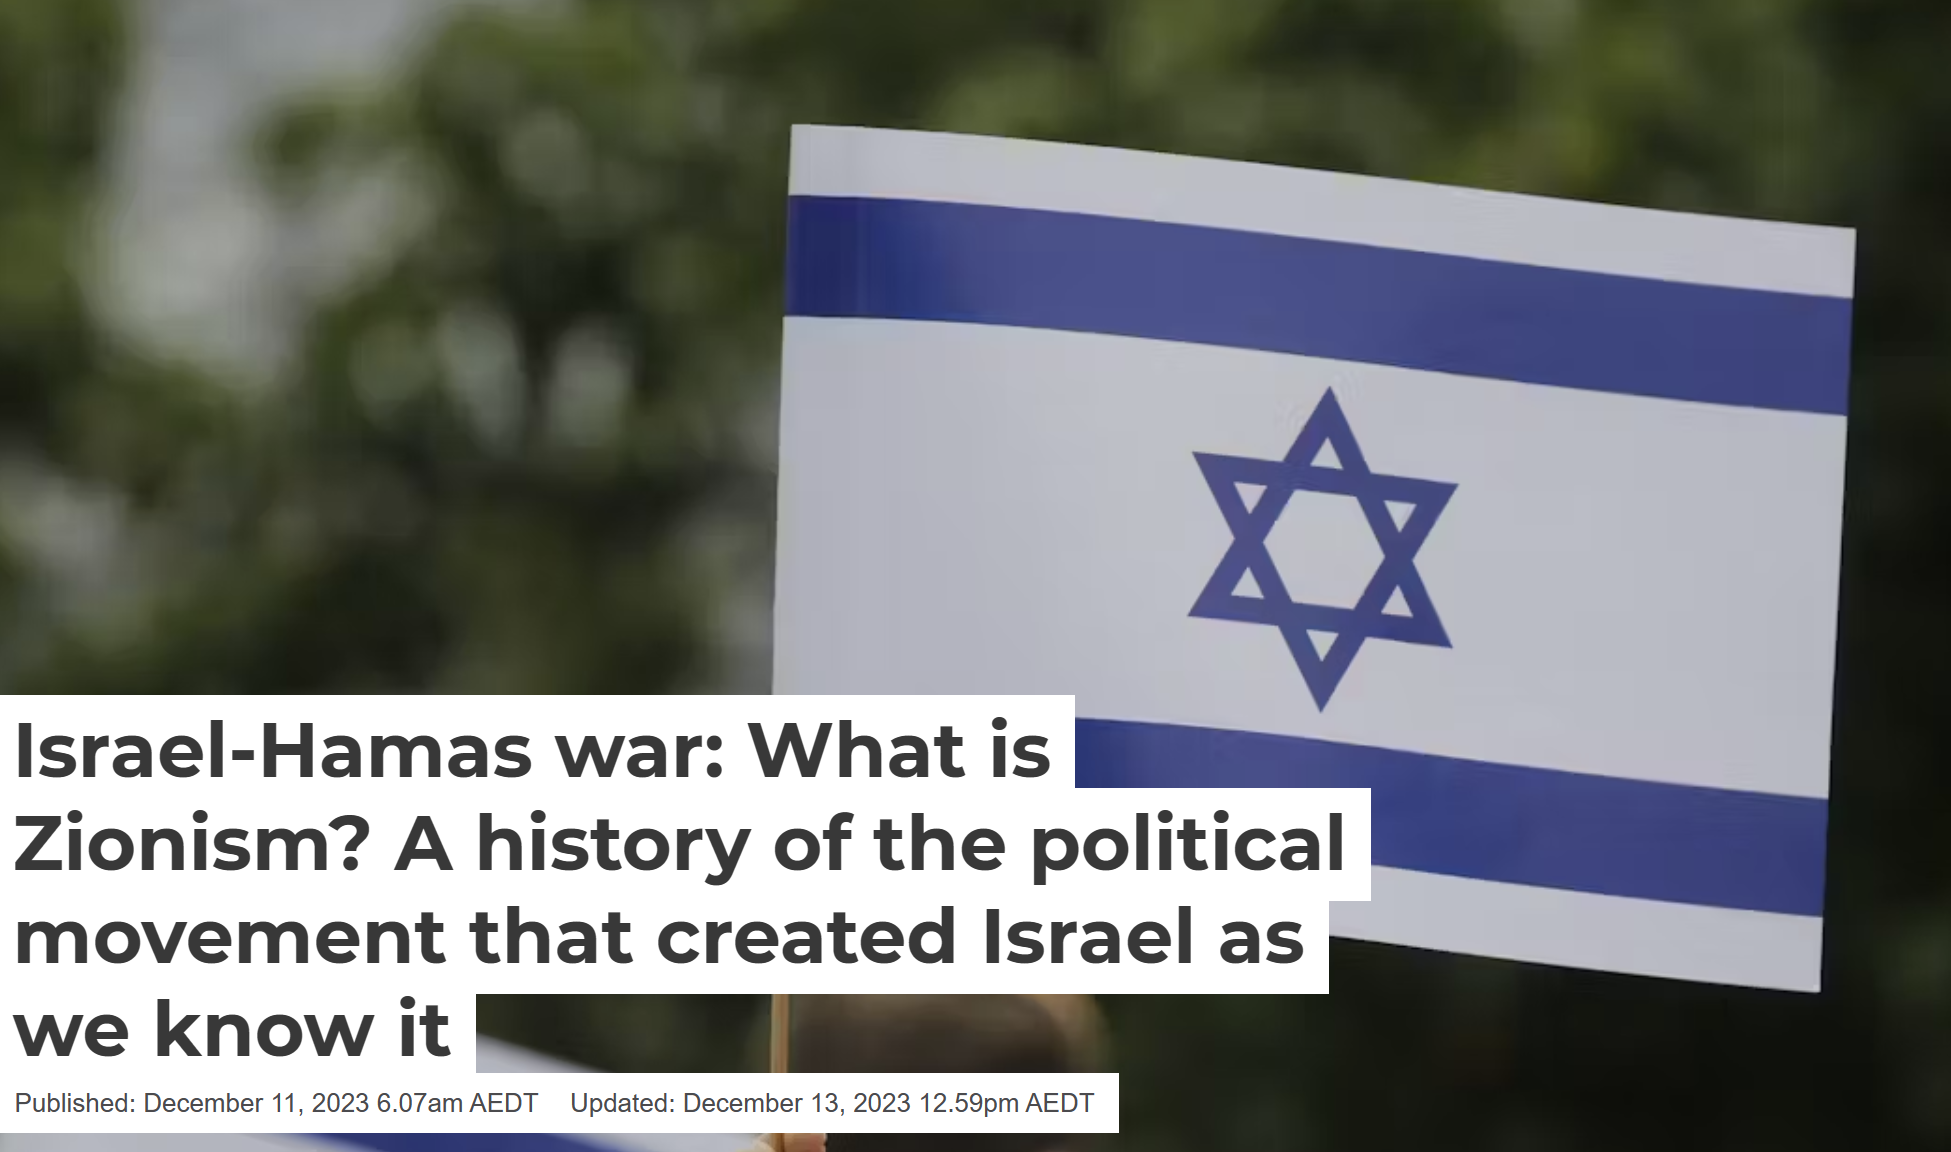 Israel-Hamas war: What is
Zionism? A history of the political
movement that created Israel as
we know it
Published: December 11, 2023 6.07am AEDT Updated: December 13, 2023 12.59pm AEDT